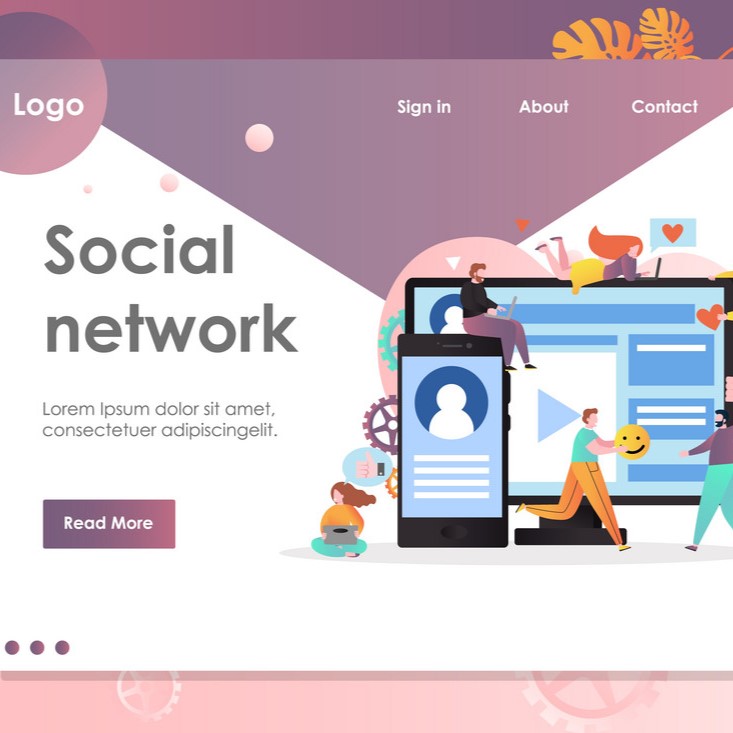 Logo
Sign in
About
Contact
Social
network
Lorem Ipsum dolor sit amet,
consectetuer adipiscingelit.
Read More